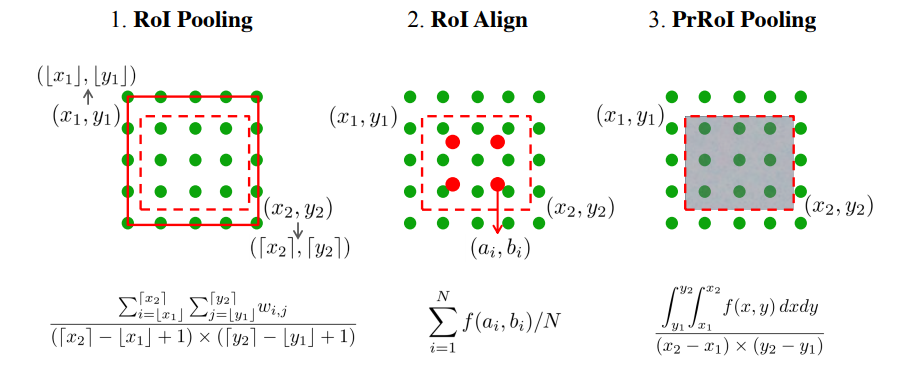 1. RoI Pooling
2. RoI Align
3. PrRoI Pooling
(⌊x₁⌋, ⌊y₁⌋)
(x₁, y₁)
(x₂, y₂)
(⌈x₂⌉, ⌈y₂⌉)
(x₁, y₁)
(x₂, y₂)
(aᵢ, bᵢ)
(x₁, y₁)
(x₂, y₂)
∑_{i=⌊x₁⌋}^{⌈x₂⌉} ∑_{j=⌊y₁⌋}^{⌈y₂⌉} w_{i,j}
(⌈x₂⌉ − ⌊x₁⌋ + 1) × (⌈y₂⌉ − ⌊y₁⌋ + 1)
∑_{i=1}^{N} f(aᵢ, bᵢ)/N
∫_{y₁}^{y₂} ∫_{x₁}^{x₂} f(x, y) dxdy
(x₂ − x₁) × (y₂ − y₁)